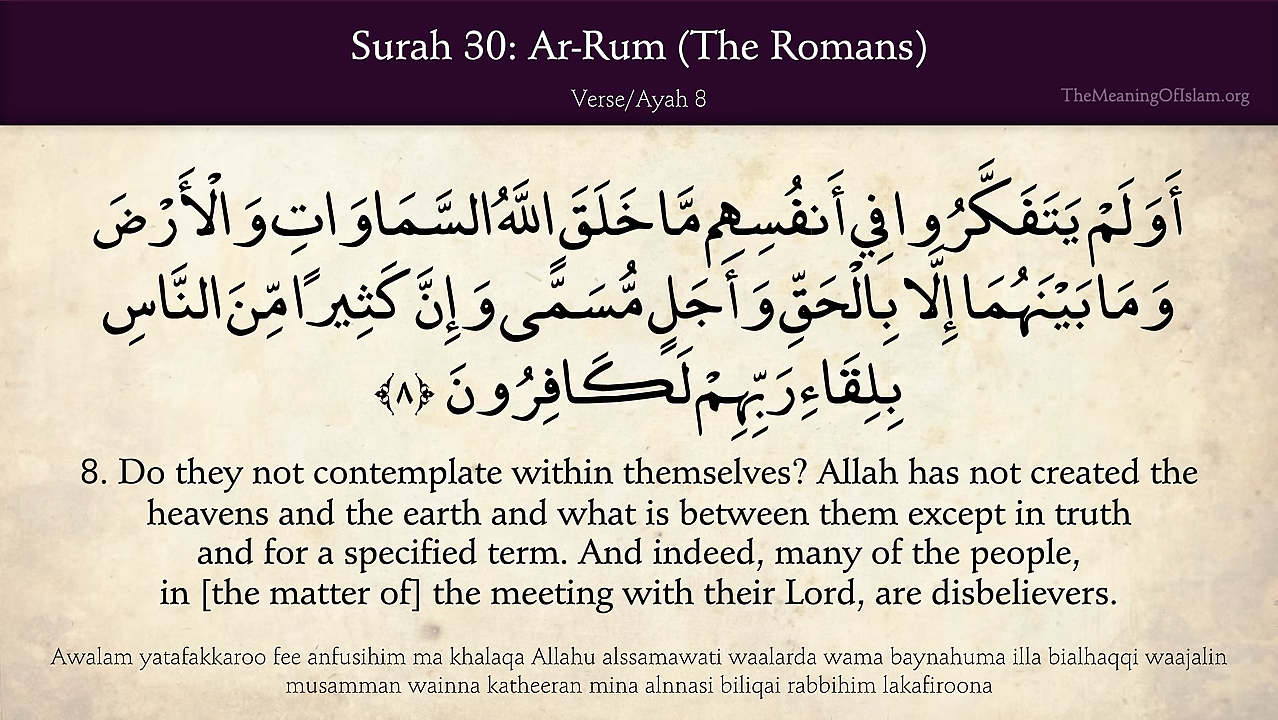 Surah 30: Ar-Rum (The Romans)
Verse/Ayah 8
TheMeaningOfIslam.org
أَوَلَمْ يَتَفَكَّرُوا فِي أَنفُسِهِم مَّا خَلَقَ اللَّهُ السَّمَاوَاتِ وَالْأَرْضَ
وَمَا بَيْنَهُمَا إِلَّا بِالْحَقِّ وَأَجَلٍ مُّسَمًّى وَإِنَّ كَثِيرًا مِّنَ النَّاسِ
بِلِقَاءِ رَبِّهِمْ لَكَافِرُونَ ﴿٨﴾
8. Do they not contemplate within themselves? Allah has not created the
heavens and the earth and what is between them except in truth
and for a specified term. And indeed, many of the people,
in [the matter of] the meeting with their Lord, are disbelievers.
Awalam yatafakkaroo fee anfusihim ma khalaqa Allahu alssamawati waalarda wama baynahuma illa bialhaqqi waajalin
musamman wainna katheeran mina alnnasi biliqai rabbihim lakafiroona